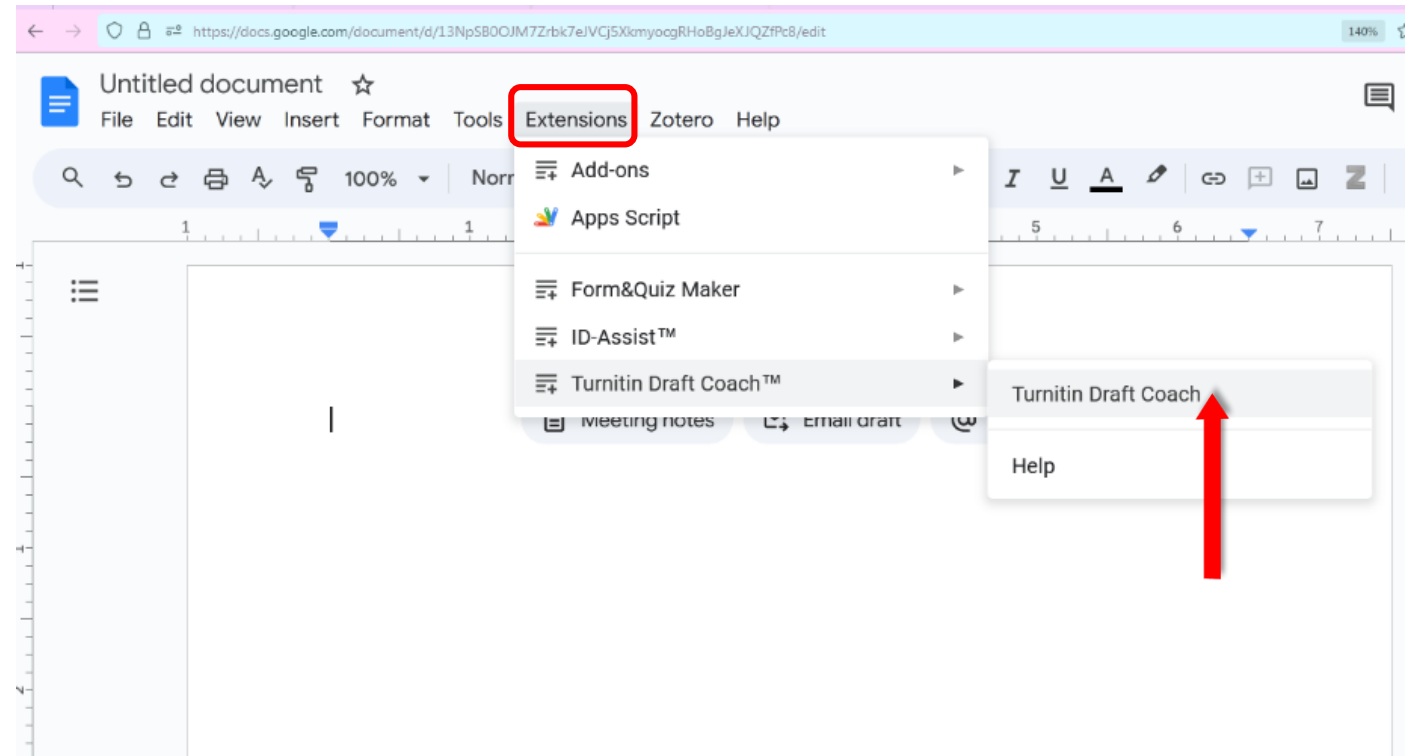 https://docs.google.com/document/d/13NpSB0OJM7Zrbk7eJVCj5XkmyocgRHoBgJeXJQZfPc8/edit 140%
Untitled document
File Edit View Insert Format Tools Extensions Zotero Help
100% Norr I U A Z
1 1 5 6 7
Add-ons
Apps Script
Form&Quiz Maker
ID-Assist™
Turnitin Draft Coach™
Turnitin Draft Coach
Meeting notes Email draft @
Help
1
2